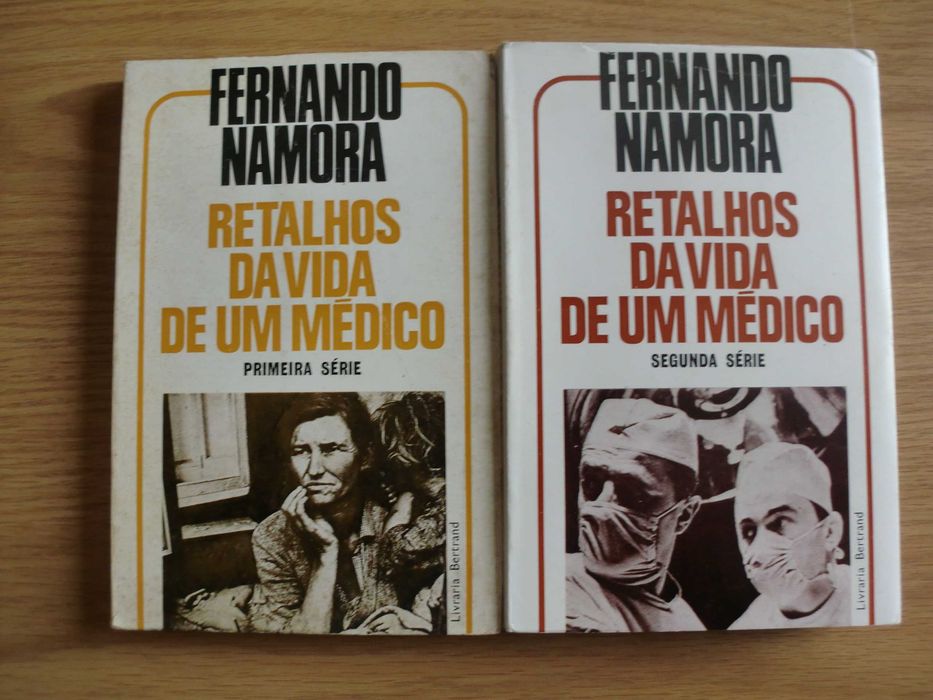 FERNANDO
NAMORA
RETALHOS
DA VIDA
DE UM MÉDICO
PRIMEIRA SÉRIE
Livraria Bertrand
FERNANDO
NAMORA
RETALHOS
DA VIDA
DE UM MÉDICO
SEGUNDA SÉRIE
Livraria Bertrand